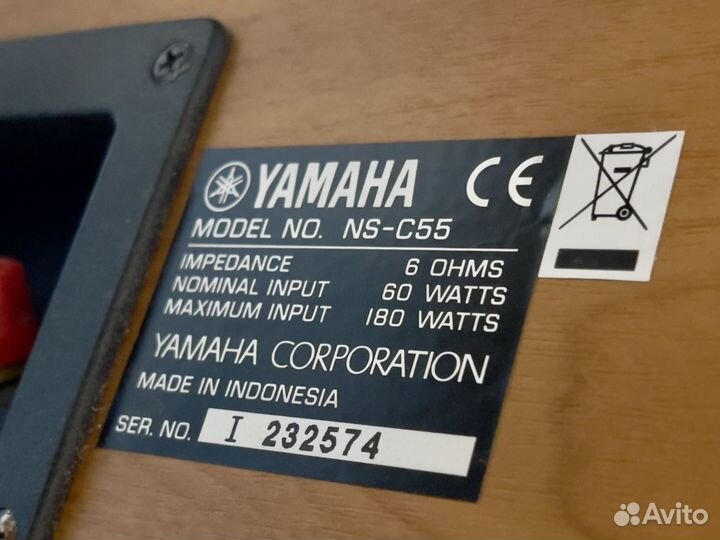 YAMAHA CE
MODEL NO. NS-C55
IMPEDANCE 6 OHMS
NOMINAL INPUT 60 WATTS
MAXIMUM INPUT 180 WATTS
YAMAHA CORPORATION
MADE IN INDONESIA
SER. NO. I 232574
Avito